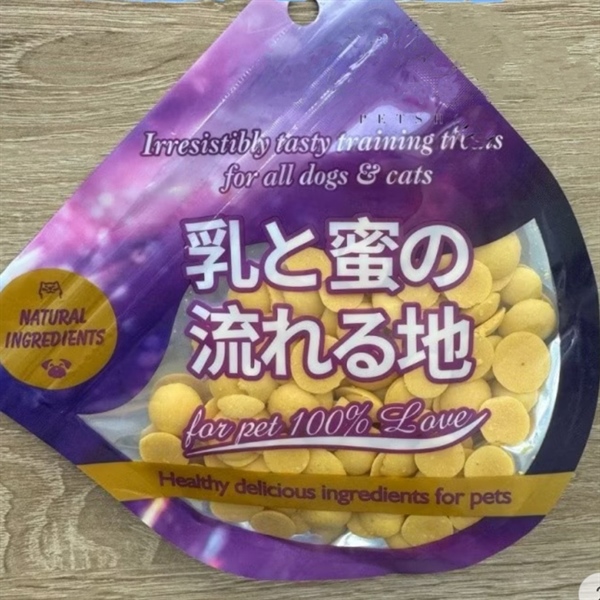 PETS
Irresistibly tasty training
for all dogs & cats
乳と蜜の
流れる地
NATURAL
INGREDIENTS
for pet 100% Love
Healthy delicious ingredients for pets